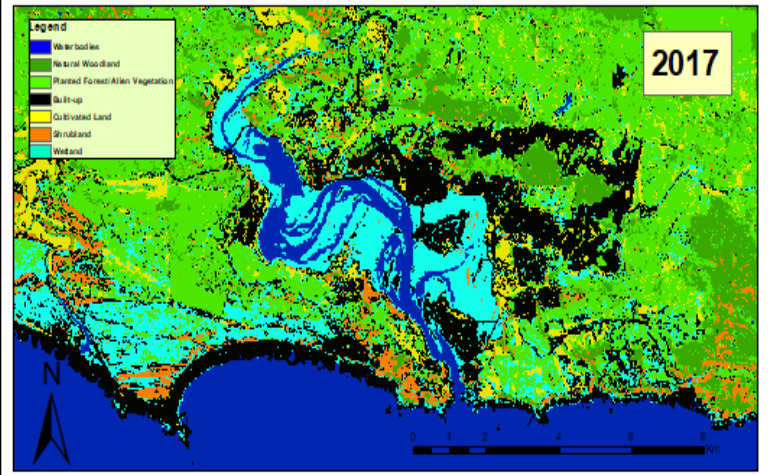 Legend
Waterbodies
Natural Woodland
Planted Forest/Alien Vegetation
Built-up
Cultivated Land
Shrubland
Wetland
2017
N
0 1 2 4 6 8
Km